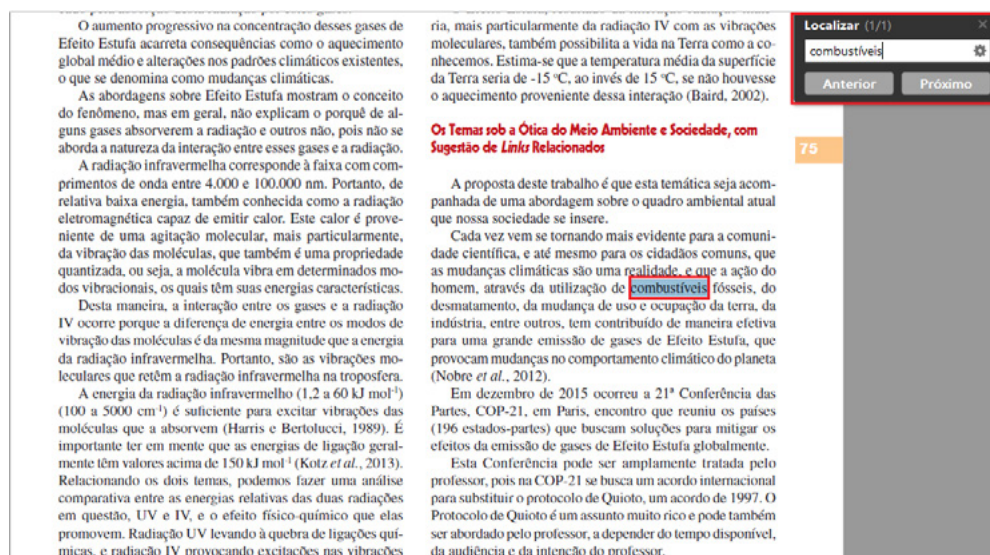 O aumento progressivo na concentração desses gases de
Efeito Estufa acarreta consequências como o aquecimento
global médio e alterações nos padrões climáticos existentes,
o que se denomina como mudanças climáticas.
As abordagens sobre Efeito Estufa mostram o conceito
do fenômeno, mas em geral, não explicam o porquê de al-
guns gases absorverem a radiação e outros não, pois não se
aborda a natureza da interação entre esses gases e a radiação.
A radiação infravermelha corresponde à faixa com com-
primentos de onda entre 4.000 e 100.000 nm. Portanto, de
relativa baixa energia, também conhecida como a radiação
eletromagnética capaz de emitir calor. Este calor é prove-
niente de uma agitação molecular, mais particularmente,
da vibração das moléculas, que também é uma propriedade
quantizada, ou seja, a molécula vibra em determinados mo-
dos vibracionais, os quais têm suas energias características.
Desta maneira, a interação entre os gases e a radiação
IV ocorre porque a diferença de energia entre os modos de
vibração das moléculas é da mesma magnitude que a energia
da radiação infravermelha. Portanto, são as vibrações mo-
leculares que retêm a radiação infravermelha na troposfera.
A energia da radiação infravermelho (1,2 a 60 kJ mol⁻¹)
(100 a 5000 cm⁻¹) é suficiente para excitar vibrações das
moléculas que a absorvem (Harris e Bertolucci, 1989). É
importante ter em mente que as energias de ligação geral-
mente têm valores acima de 150 kJ mol⁻¹ (Kotz et al., 2013).
Relacionando os dois temas, podemos fazer uma análise
comparativa entre as energias relativas das duas radiações
em questão, UV e IV, e o efeito físico-químico que elas
promovem. Radiação UV levando à quebra de ligações quí-
micas, e radiação IV provocando excitações nas vibrações
ria, mais particularmente da radiação IV com as vibrações
moleculares, também possibilita a vida na Terra como a co-
nhecemos. Estima-se que a temperatura média da superfície
da Terra seria de -15 ºC, ao invés de 15 ºC, se não houvesse
o aquecimento proveniente dessa interação (Baird, 2002).
Os Temas sob a Ótica do Meio Ambiente e Sociedade, com
Sugestão de Links Relacionados
A proposta deste trabalho é que esta temática seja acom-
panhada de uma abordagem sobre o quadro ambiental atual
que nossa sociedade se insere.
Cada vez vem se tornando mais evidente para a comuni-
dade científica, e até mesmo para os cidadãos comuns, que
as mudanças climáticas são uma realidade, e que a ação do
homem, através da utilização de combustíveis fósseis, do
desmatamento, da mudança de uso e ocupação da terra, da
indústria, entre outros, tem contribuído de maneira efetiva
para uma grande emissão de gases de Efeito Estufa, que
provocam mudanças no comportamento climático do planeta
(Nobre et al., 2012).
Em dezembro de 2015 ocorreu a 21ª Conferência das
Partes, COP-21, em Paris, encontro que reuniu os países
(196 estados-partes) que buscam soluções para mitigar os
efeitos da emissão de gases de Efeito Estufa globalmente.
Esta Conferência pode ser amplamente tratada pelo
professor, pois na COP-21 se busca um acordo internacional
para substituir o protocolo de Quioto, um acordo de 1997. O
Protocolo de Quioto é um assunto muito rico e pode também
ser abordado pelo professor, a depender do tempo disponível,
da audiência e da intenção do professor.
75
Localizar (1/1)
combustíveis
Anterior Próximo